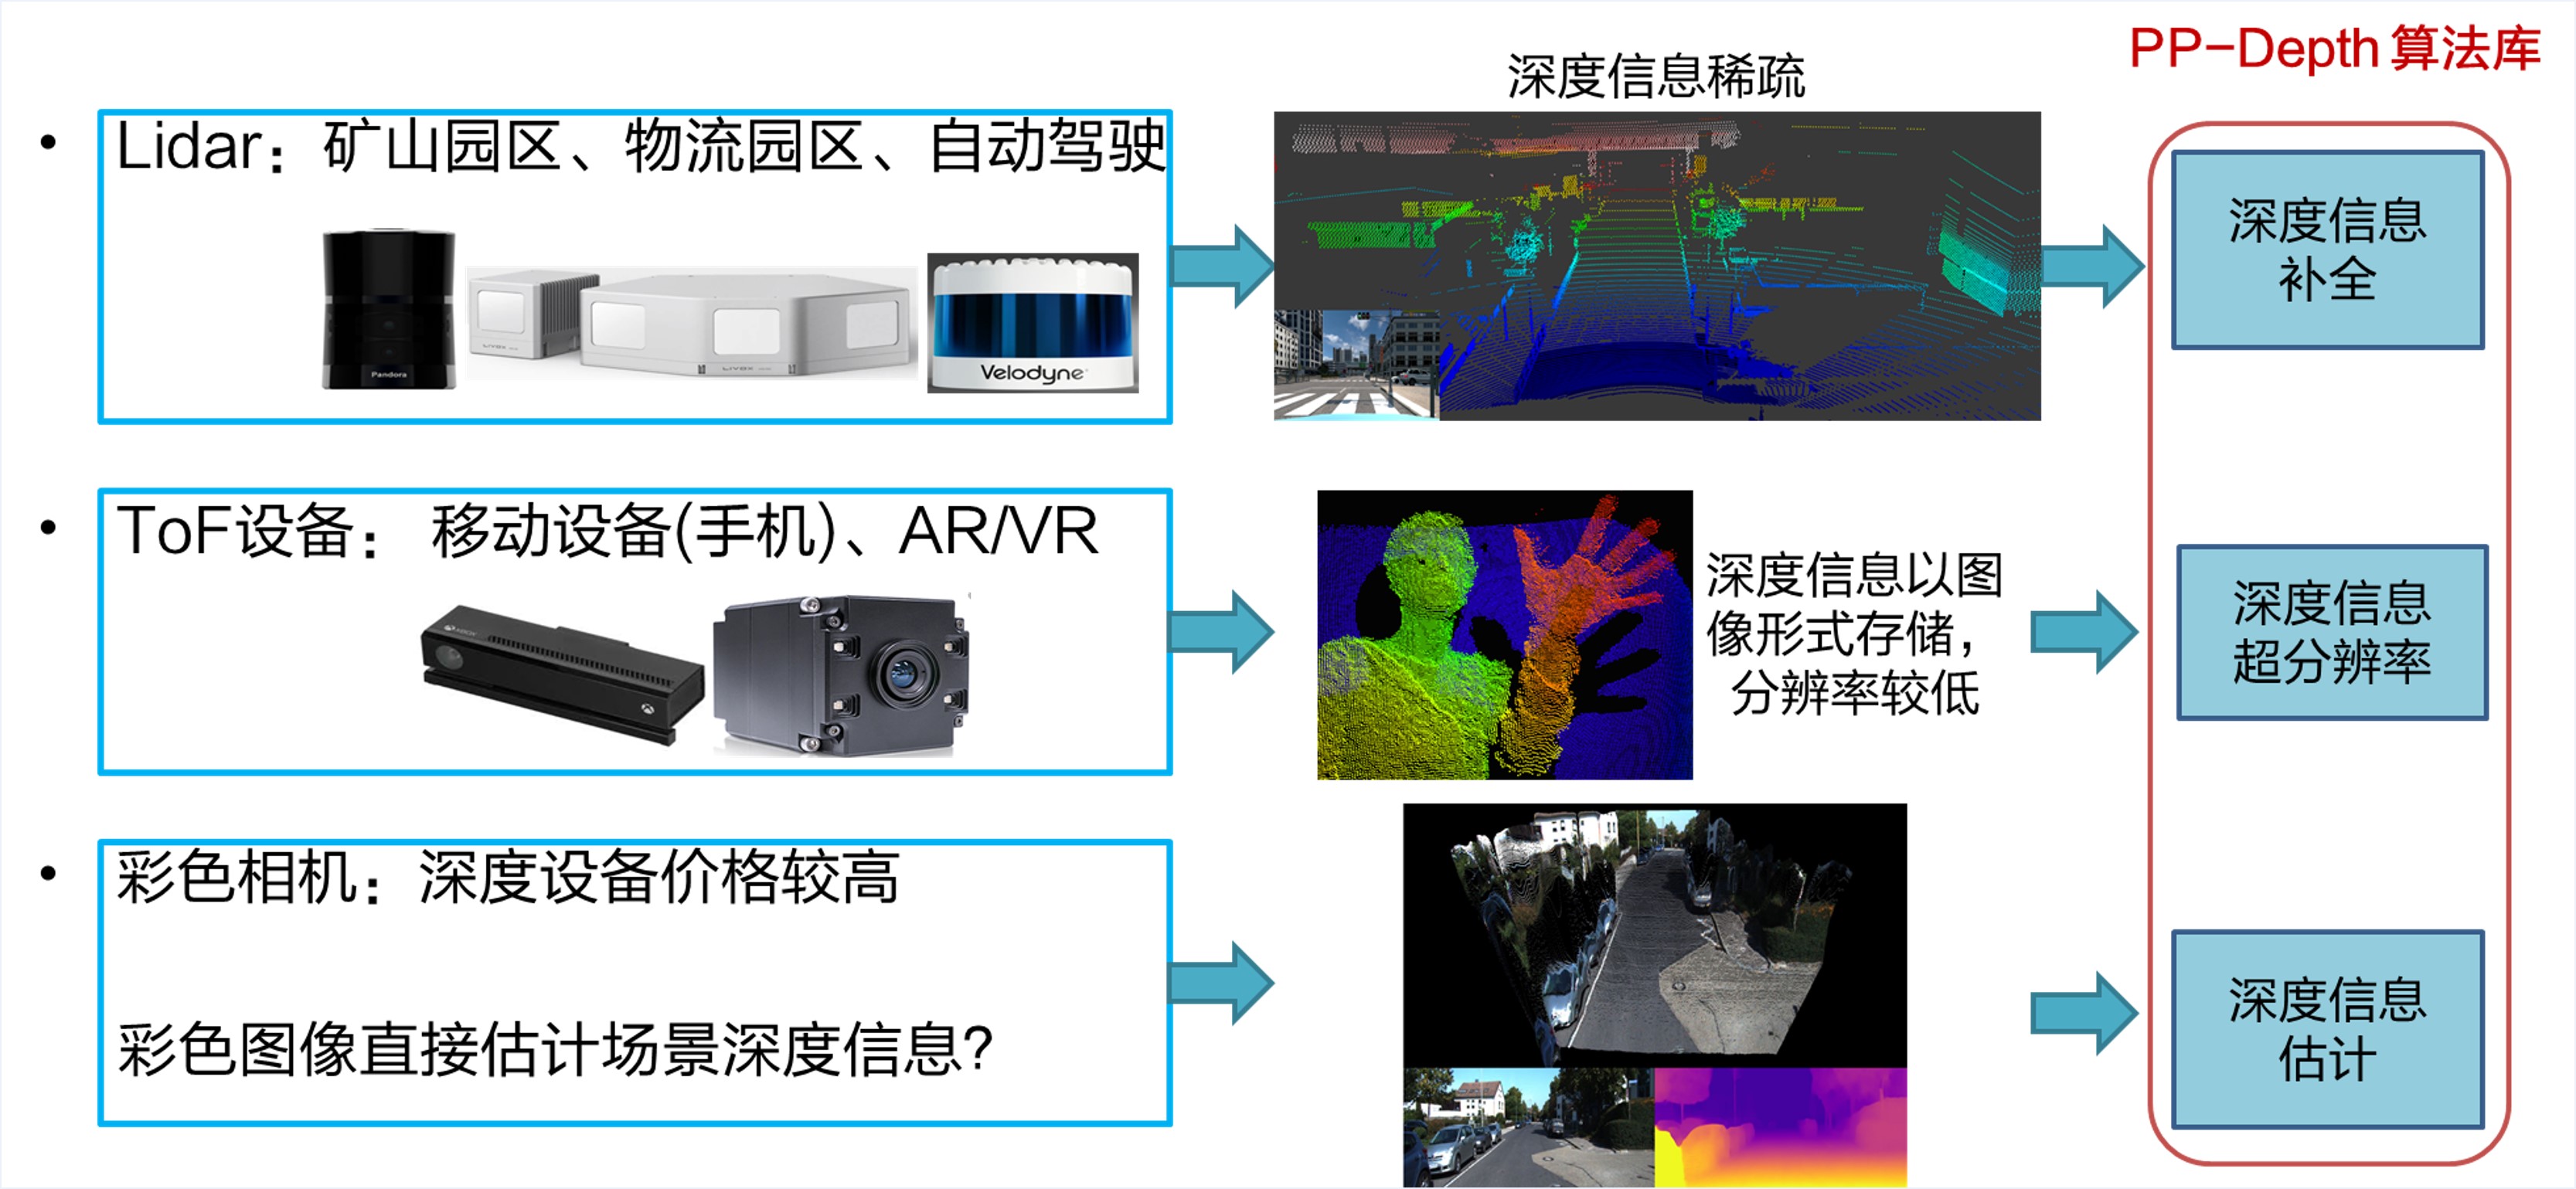 PP-Depth 算法库
深度信息稀疏
• Lidar：矿山园区、物流园区、自动驾驶
Pandora
LIVOX
LIVOX
Velodyne
深度信息
补全
• ToF设备： 移动设备(手机)、AR/VR
XBOX
深度信息以图
像形式存储，
分辨率较低
深度信息
超分辨率
• 彩色相机：深度设备价格较高
彩色图像直接估计场景深度信息?
深度信息
估计